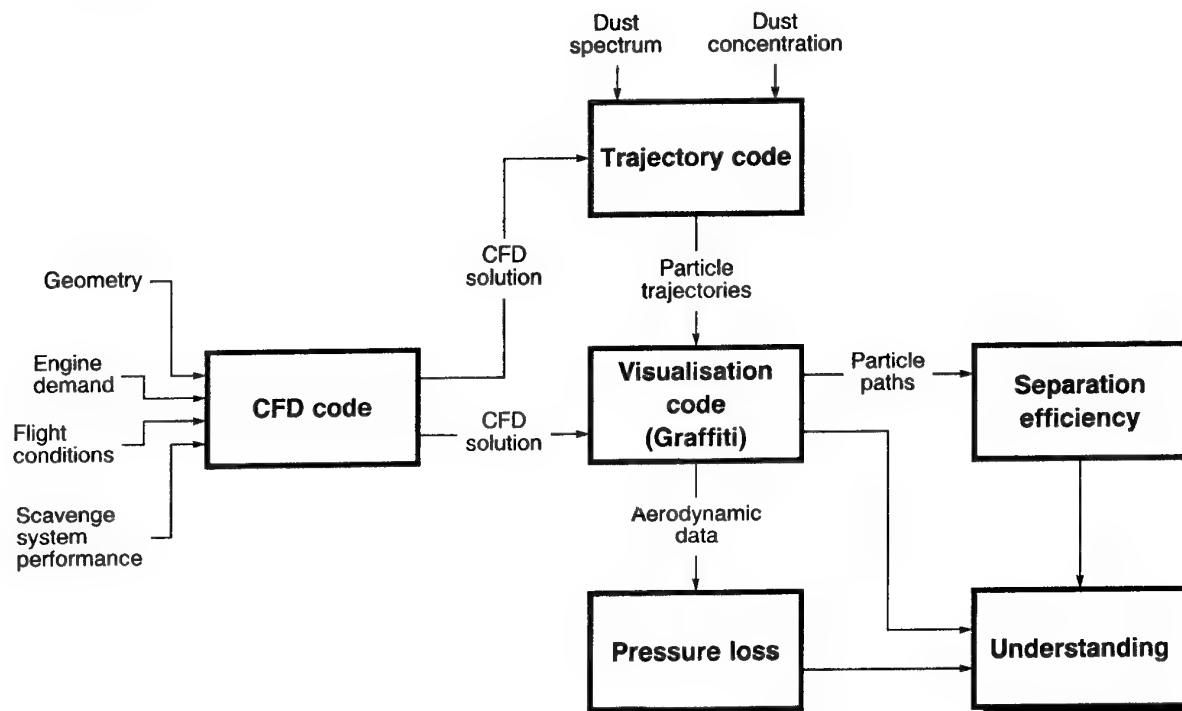 Dust
spectrum
Dust
concentration
Trajectory code
CFD
solution
Particle
trajectories
Geometry
Engine
demand
Flight
conditions
Scavenge
system
performance
CFD code
CFD
solution
Visualisation
code
(Graffiti)
Particle
paths
Separation
efficiency
Aerodynamic
data
Pressure loss
Understanding